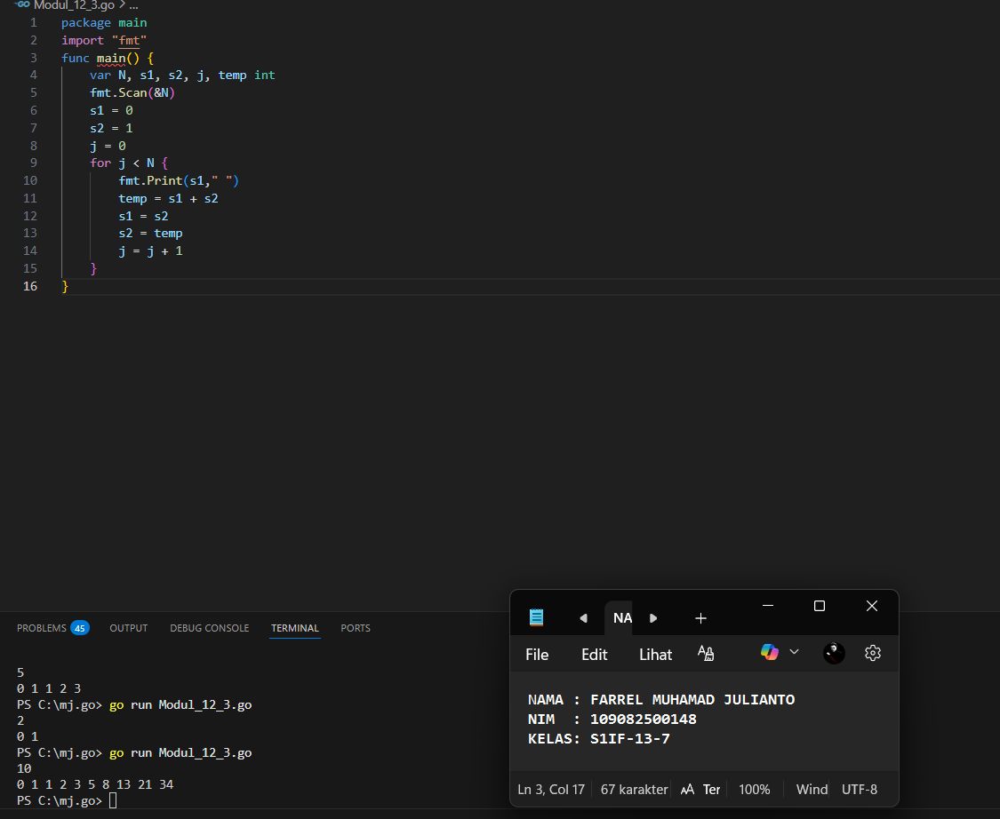 Modul_12_3.go > ...
1 package main
2 import "fmt"
3 func main() {
4 var N, s1, s2, j, temp int
5 fmt.Scan(&N)
6 s1 = 0
7 s2 = 1
8 j = 0
9 for j < N {
10 fmt.Print(s1," ")
11 temp = s1 + s2
12 s1 = s2
13 s2 = temp
14 j = j + 1
15 }
16 }
PROBLEMS 45 OUTPUT DEBUG CONSOLE TERMINAL PORTS
5
0 1 1 2 3
PS C:\mj.go> go run Modul_12_3.go
2
0 1
PS C:\mj.go> go run Modul_12_3.go
10
0 1 1 2 3 5 8 13 21 34
PS C:\mj.go>
NA
File Edit Lihat
NAMA : FARREL MUHAMAD JULIANTO
NIM : 109082500148
KELAS: S1IF-13-7
Ln 3, Col 17 67 karakter Ter 100% Wind UTF-8